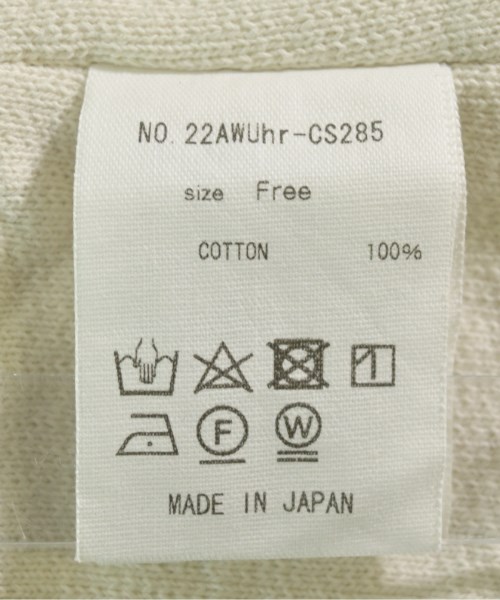 NO. 22AWUhr-CS285
size Free
COTTON 100%
F W
MADE IN JAPAN